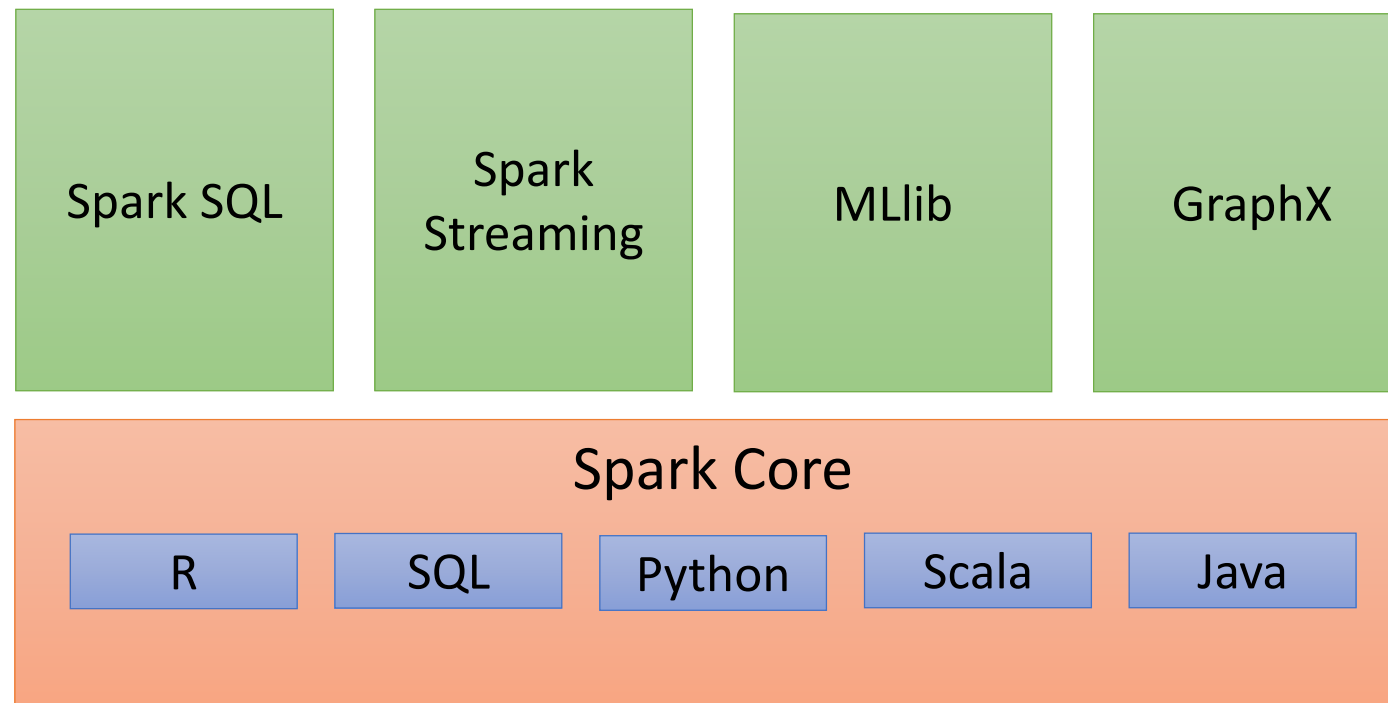 Spark SQL
Spark
Streaming
MLlib
GraphX
Spark Core
R
SQL
Python
Scala
Java